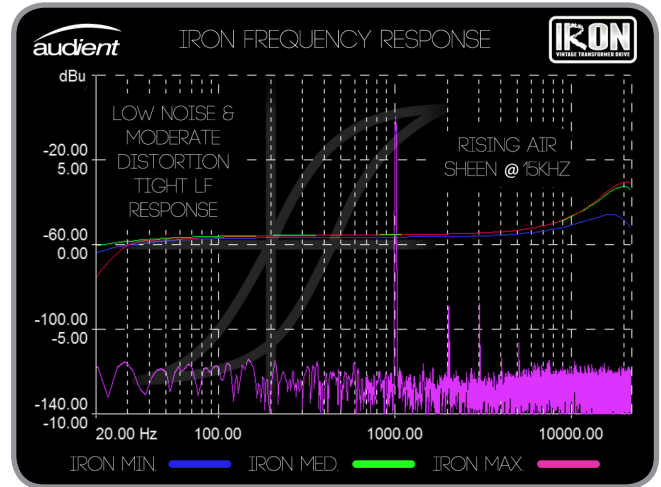 audient
IRON FREQUENCY RESPONSE
IRON
VINTAGE TRANSFORMER DRIVE
dBu
LOW NOISE &
MODERATE
DISTORTION
TIGHT LF
RESPONSE
RISING AIR
SHEEN @ 15KHZ
-20.00
5.00
-60.00
0.00
-100.00
-5.00
-140.00
-10.00
20.00 Hz 100.00 1000.00 10000.00
IRON MIN. IRON MED. IRON MAX.